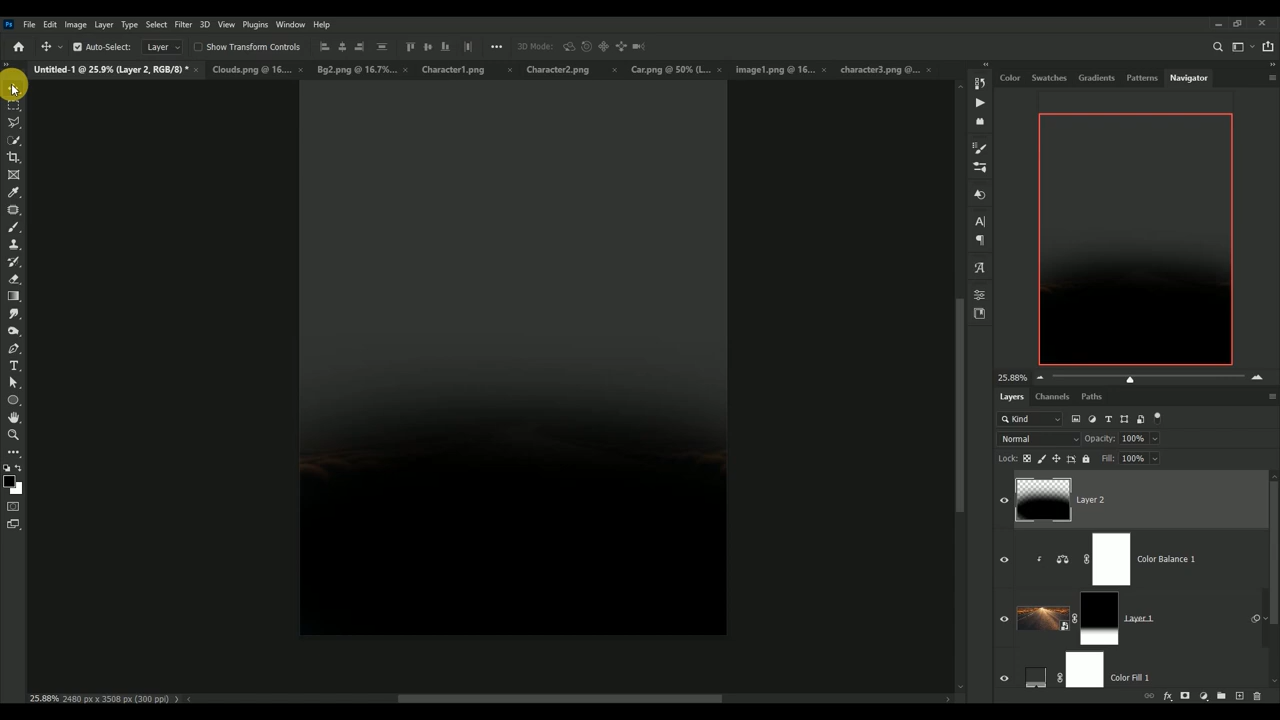 Ps File Edit Image Layer Type Select Filter 3D View Plugins Window Help
Auto-Select: Layer Show Transform Controls ••• 3D Mode:
Untitled-1 @ 25.9% (Layer 2, RGB/8) * × Clouds.png @ 16.... × Bg2.png @ 16.7%... × Character1.png × Character2.png × Car.png @ 50% (L... × image1.png @ 16... × character3.png @... ×
Color Swatches Gradients Patterns Navigator
25.88%
Layers Channels Paths
Kind
Normal Opacity: 100%
Lock: Fill: 100%
Layer 2
Color Balance 1
Layer 1
Color Fill 1
25.88% 2480 px x 3508 px (300 ppi)